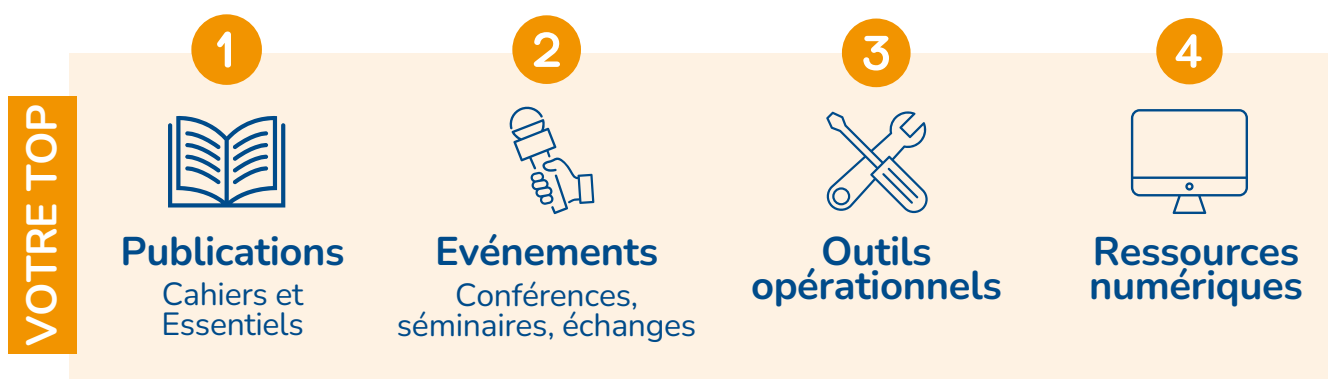 VOTRE TOP
1
Publications
Cahiers et
Essentiels
2
Evénements
Conférences,
séminaires, échanges
3
Outils
opérationnels
4
Ressources
numériques